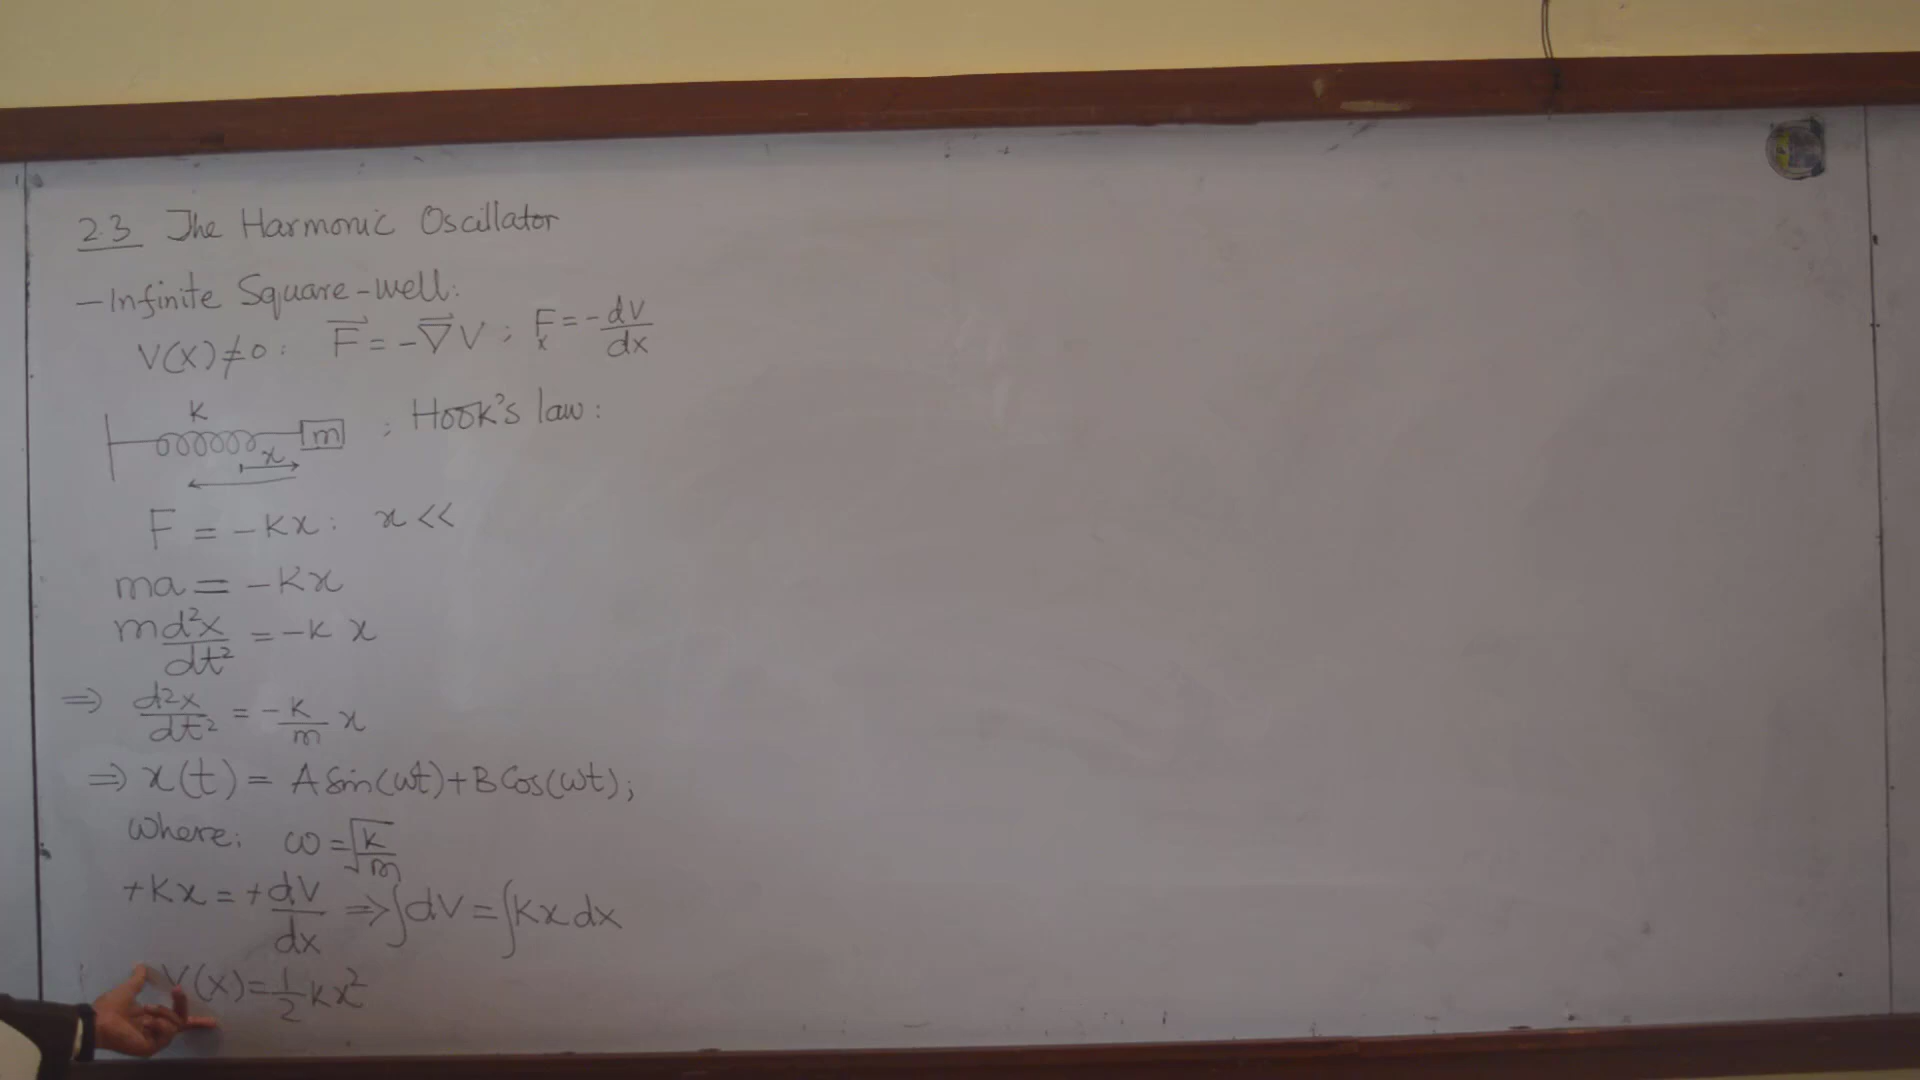 2.3 The Harmonic Oscillator
– Infinite Square-well:
V(x) ≠ 0 : F⃗ = -∇⃗V ; Fₓ = -dV/dx
K
m ; Hook's law:
x
F = -Kx : x <<
ma = -Kx
m d²x/dt² = -K x
⇒ d²x/dt² = -K/m x
⇒ x(t) = A Sin(ωt) + B Cos(ωt);
Where: ω = √(k/m)
+Kx = +dV/dx ⇒ ∫dV = ∫Kx dx
V(x) = 1/2 Kx²